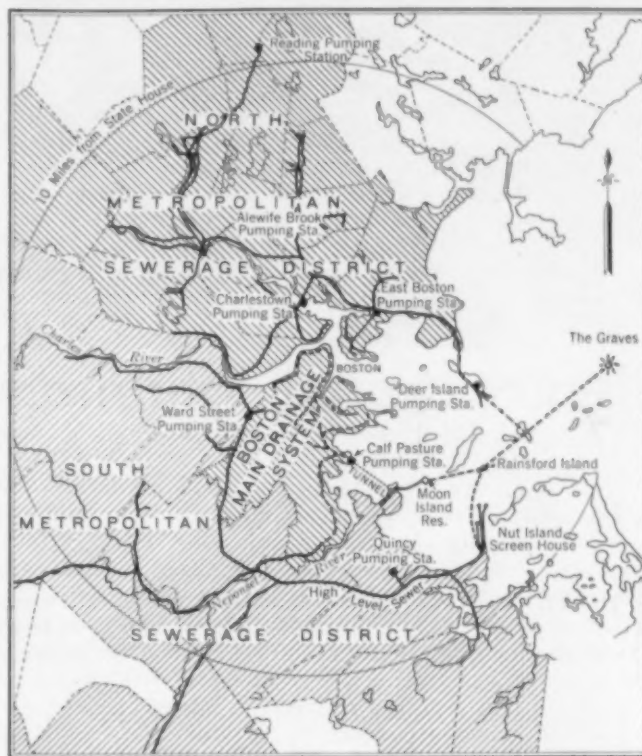 Reading Pumping
Station
10 Miles from State House
NORTH
METROPOLITAN
Alewife Brook
Pumping Sta.
SEWERAGE DISTRICT
East Boston
Pumping Sta.
Charlestown
Pumping Sta.
The Graves
Charles River
BOSTON
Deer Island
Pumping Sta.
Ward Street
Pumping Sta.
BOSTON
MAIN DRAINAGE
SYSTEM
Calf Pasture
Pumping Sta.
TUNNEL
Rainsford Island
SOUTH
METROPOLITAN
Moon
Island
Res.
Nut Island
Screen House
Quincy
Pumping Sta.
Neponset River
High Level Sewer
SEWERAGE DISTRICT